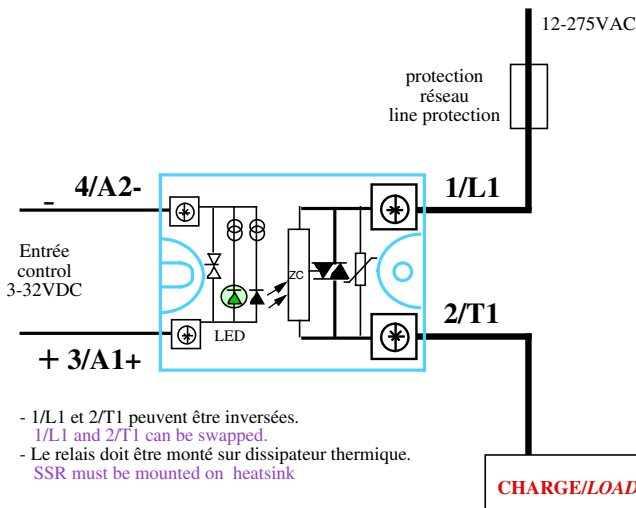 12-275VAC
protection
réseau
line protection
4/A2-
1/L1
-
Entrée
control
3-32VDC
ZC
LED
2/T1
+ 3/A1+
- 1/L1 et 2/T1 peuvent être inversées.
1/L1 and 2/T1 can be swapped.
- Le relais doit être monté sur dissipateur thermique.
SSR must be mounted on heatsink
CHARGE/LOAD